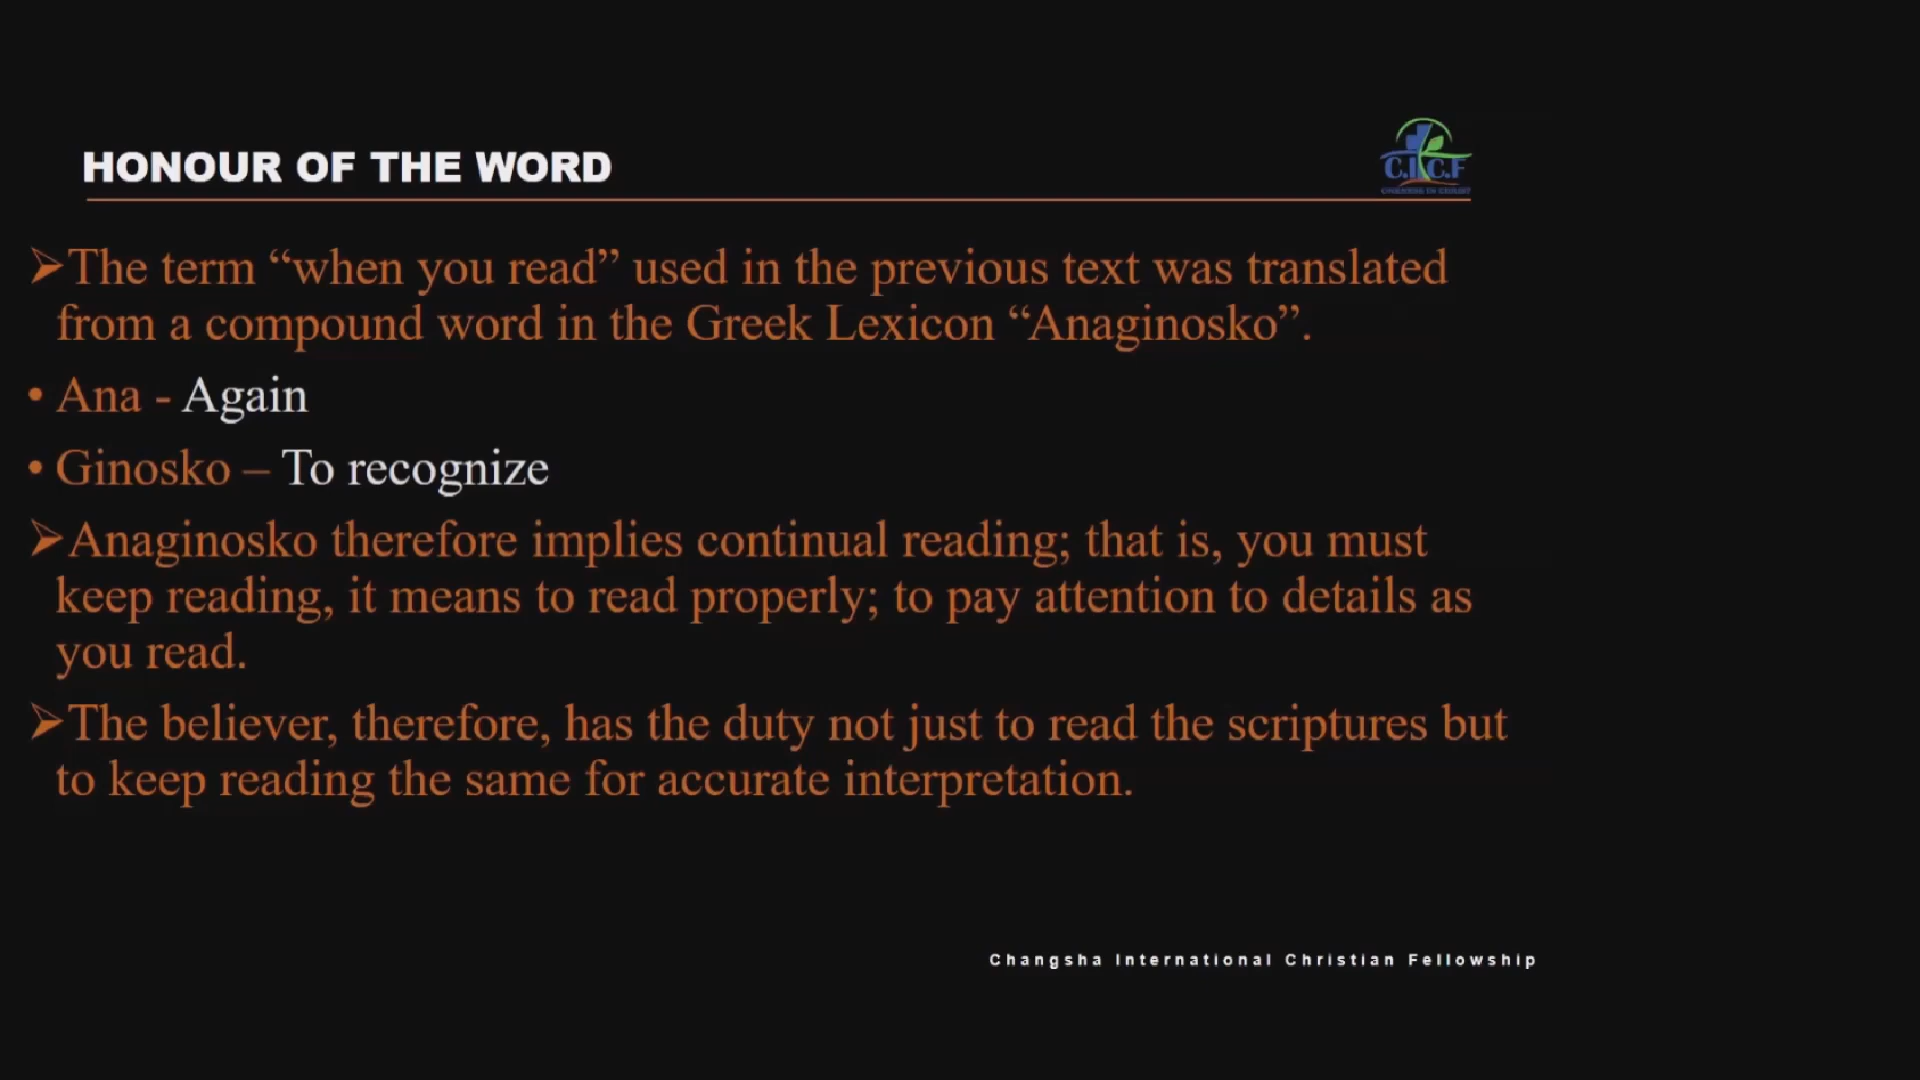 HONOUR OF THE WORD
C.I.C.F
➢The term “when you read” used in the previous text was translated
from a compound word in the Greek Lexicon “Anaginosko”.
• Ana - Again
• Ginosko – To recognize
➢Anaginosko therefore implies continual reading; that is, you must
keep reading, it means to read properly; to pay attention to details as
you read.
➢The believer, therefore, has the duty not just to read the scriptures but
to keep reading the same for accurate interpretation.
Changsha International Christian Fellowship